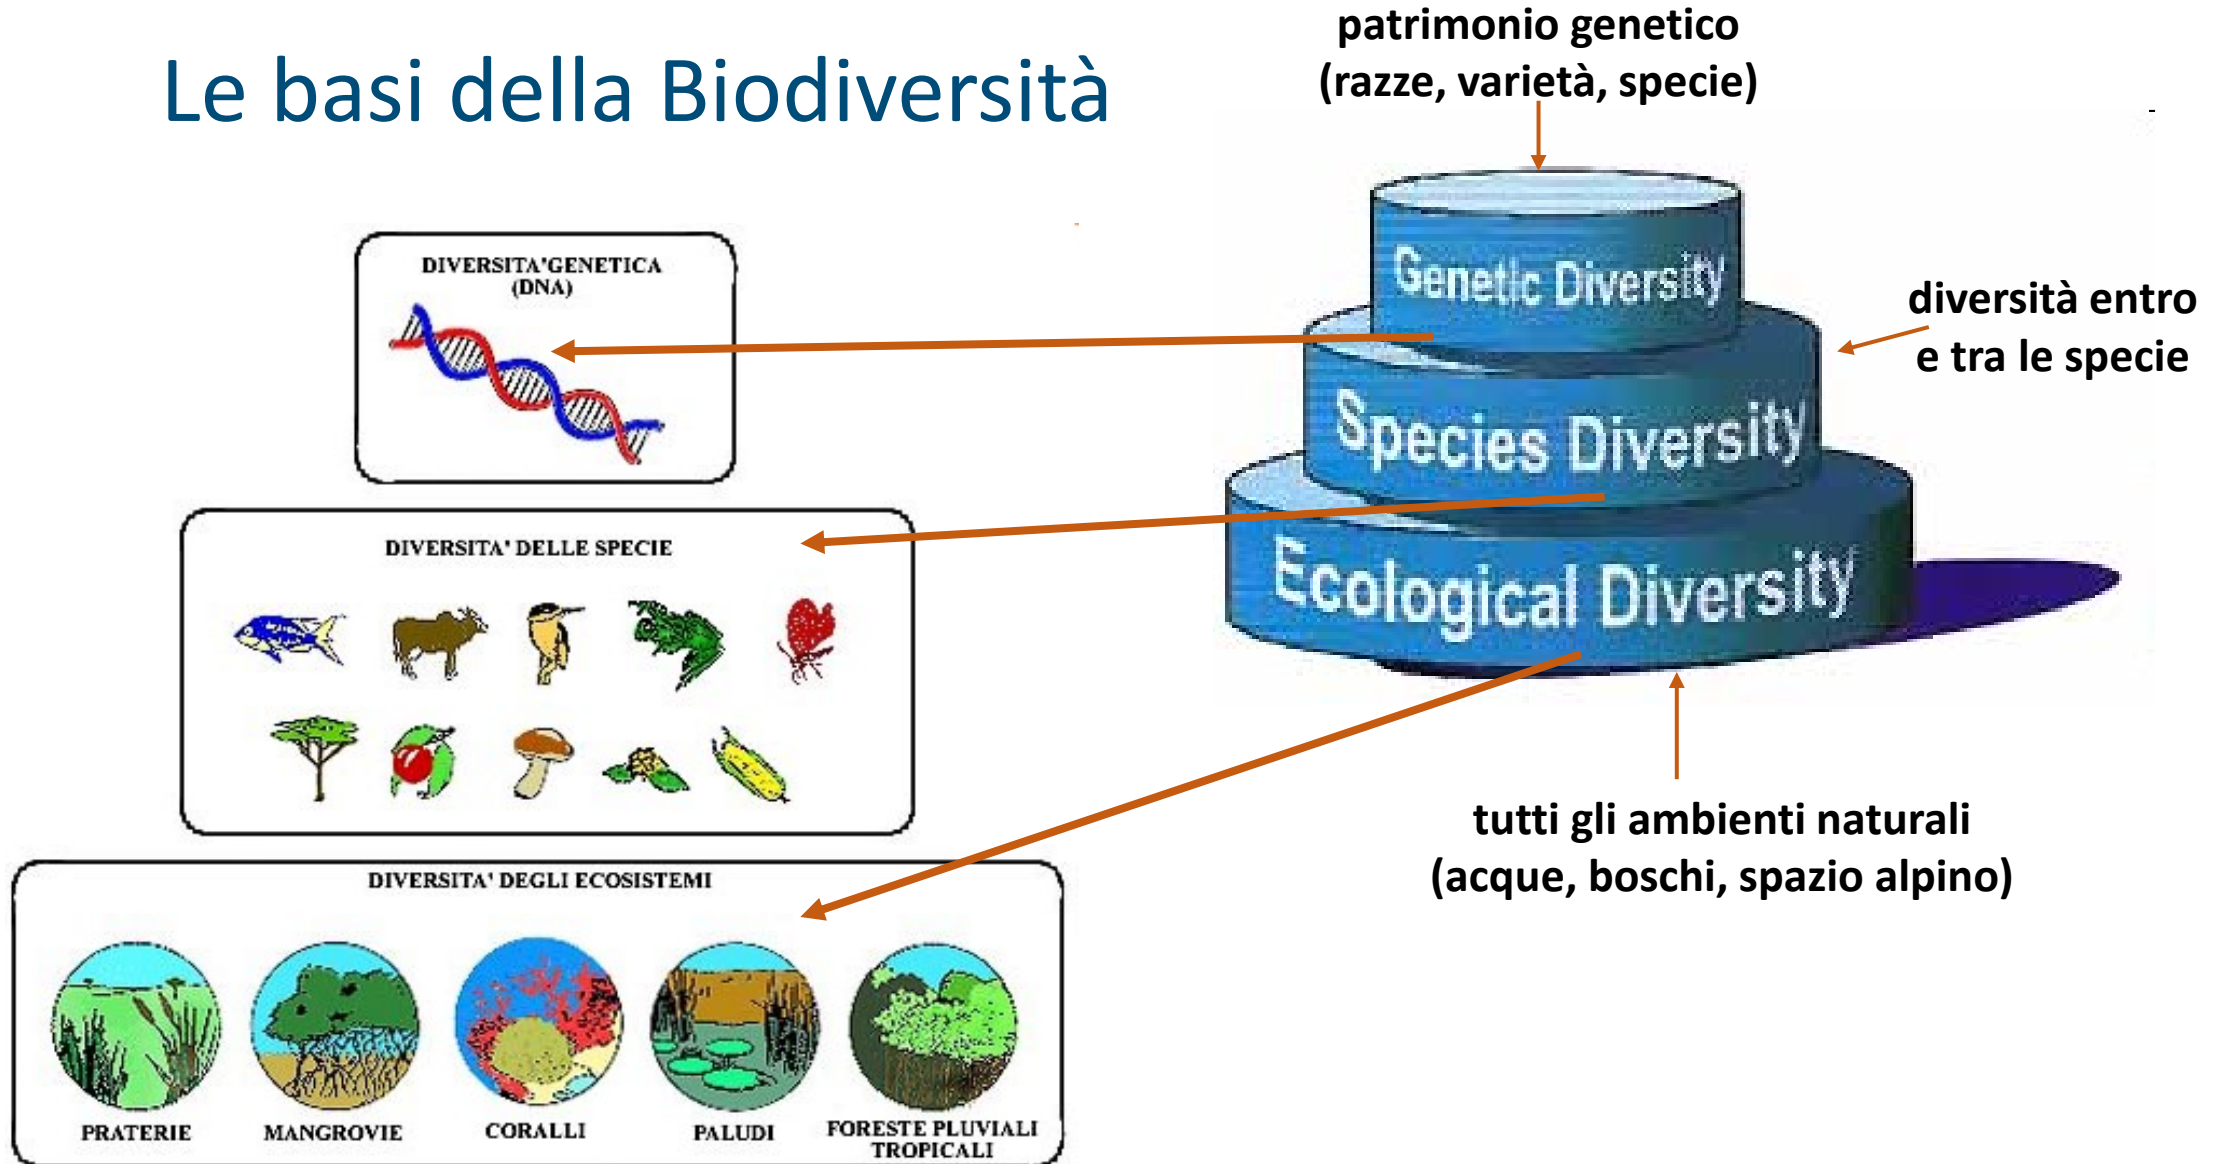 Le basi della Biodiversità
patrimonio genetico
(razze, varietà, specie)
DIVERSITA'GENETICA
(DNA)
Genetic Diversity
diversità entro
e tra le specie
Species Diversity
DIVERSITA' DELLE SPECIE
Ecological Diversity
tutti gli ambienti naturali
(acque, boschi, spazio alpino)
DIVERSITA' DEGLI ECOSISTEMI
PRATERIE
MANGROVIE
CORALLI
PALUDI
FORESTE PLUVIALI
TROPICALI